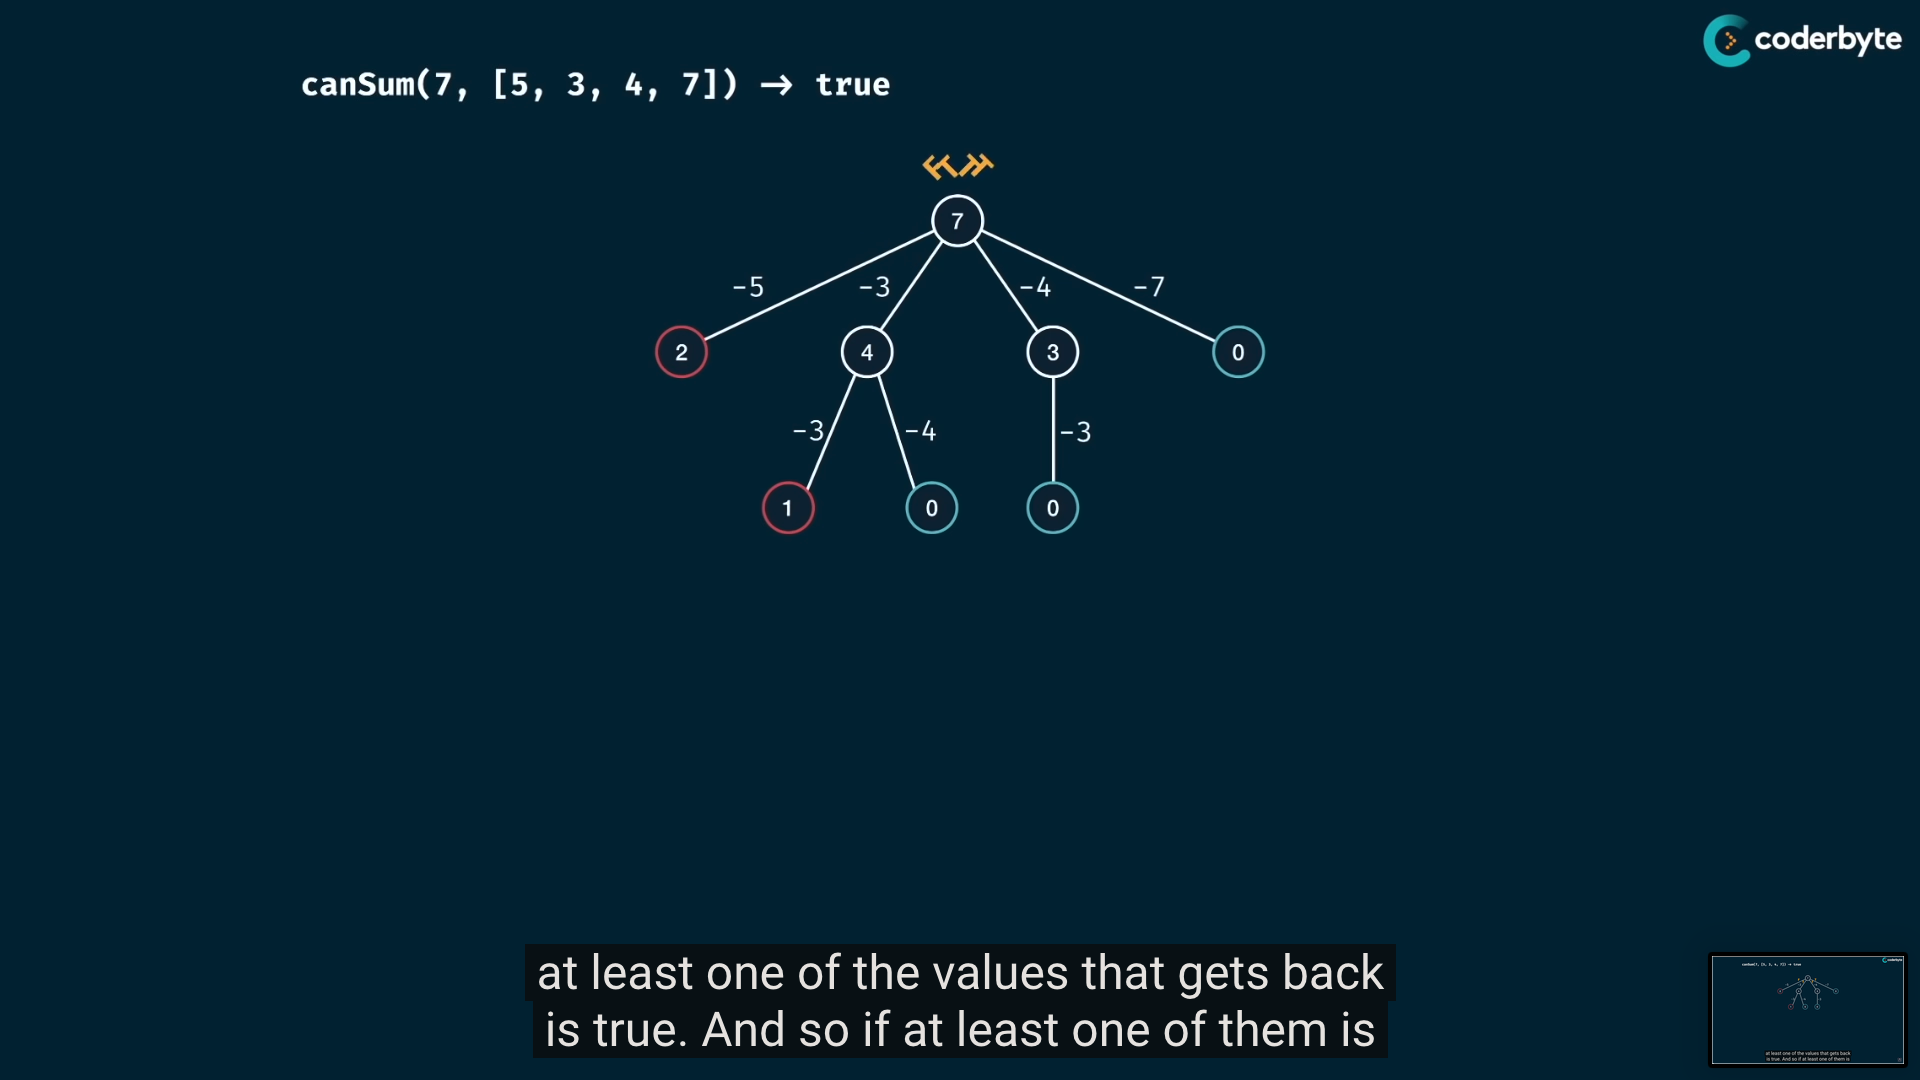 coderbyte
canSum(7, [5, 3, 4, 7]) → true
7
-5 -3 -4 -7
2 4 3 0
-3 -4 -3
1 0 0
at least one of the values that gets back
is true. And so if at least one of them is